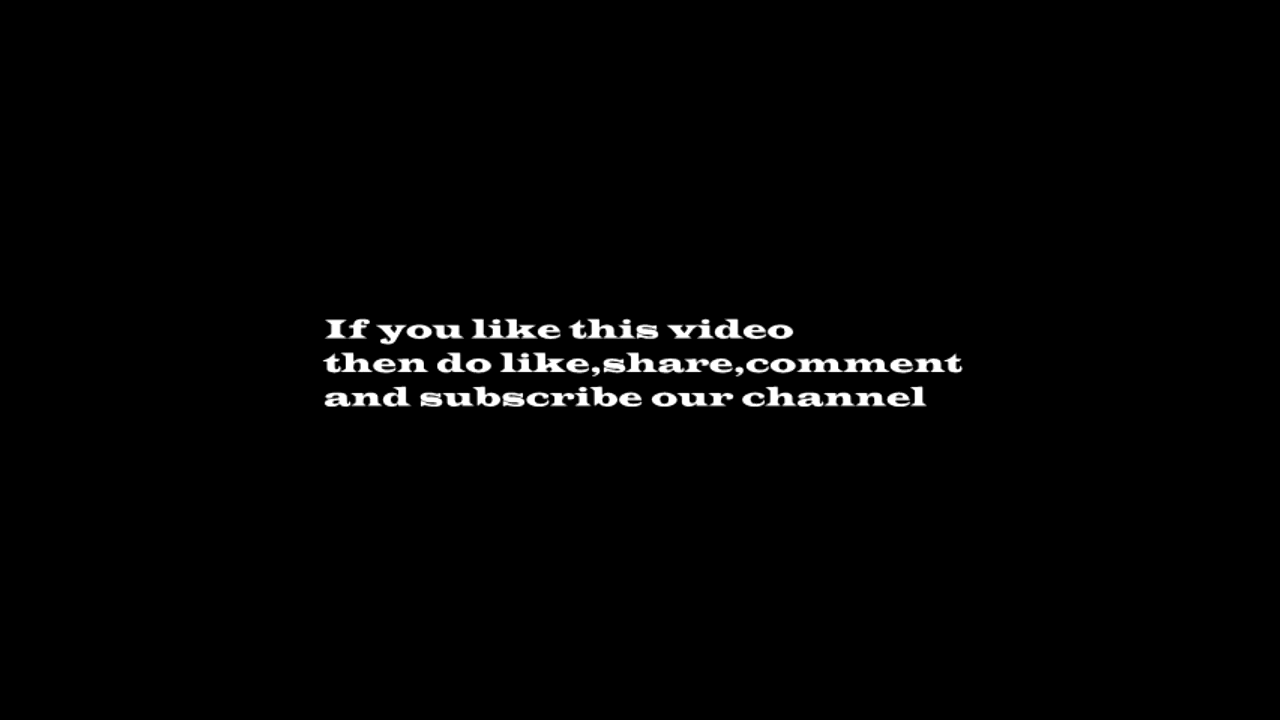 If you like this video
then do like,share,comment
and subscribe our channel